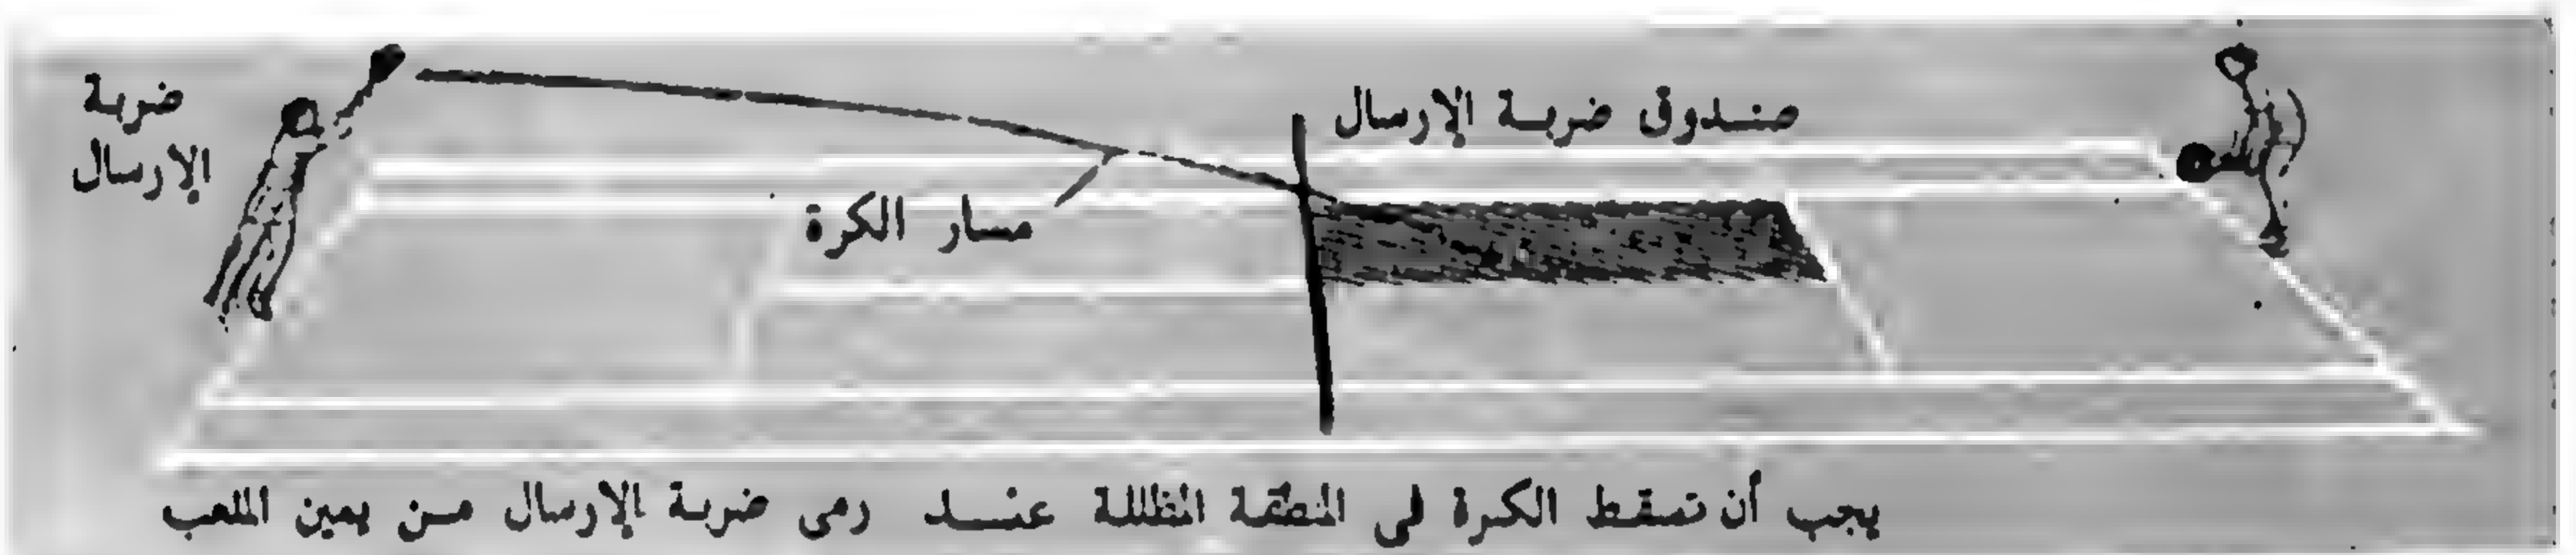 ضربة
الإرسال
صندوق ضربة الإرسال
مسار الكرة
يجب أن تسقط الكرة في المنطقة المظللة عند رمى ضربة الإرسال من يمين الملعب